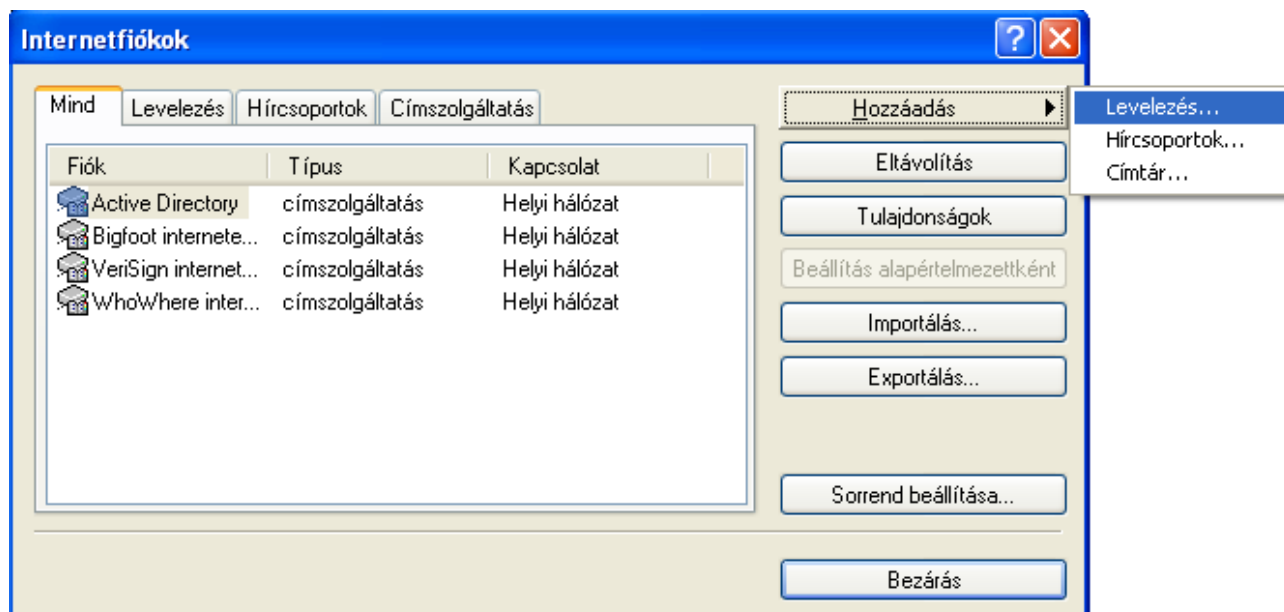 Internetfiókok
Mind Levelezés Hírcsoportok Címszolgáltatás
Fiók Típus Kapcsolat
Active Directory címszolgáltatás Helyi hálózat
Bigfoot internete... címszolgáltatás Helyi hálózat
VeriSign internet... címszolgáltatás Helyi hálózat
WhoWhere inter... címszolgáltatás Helyi hálózat
Hozzáadás
Levelezés...
Hírcsoportok...
Címtár...
Eltávolítás
Tulajdonságok
Beállítás alapértelmezettként
Importálás...
Exportálás...
Sorrend beállítása...
Bezárás